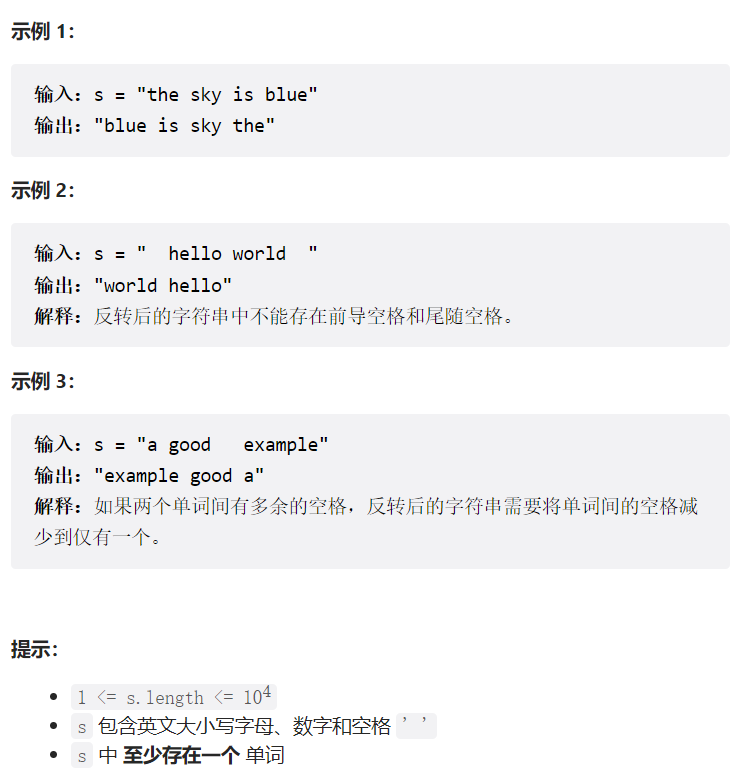 示例 1：
输入：s = "the sky is blue"
输出："blue is sky the"
示例 2：
输入：s = "  hello world  "
输出："world hello"
解释：反转后的字符串中不能存在前导空格和尾随空格。
示例 3：
输入：s = "a good   example"
输出："example good a"
解释：如果两个单词间有多余的空格，反转后的字符串需要将单词间的空格减
少到仅有一个。
提示：
• 1 <= s.length <= 10⁴
• s 包含英文大小写字母、数字和空格 ' '
• s 中 至少存在一个 单词